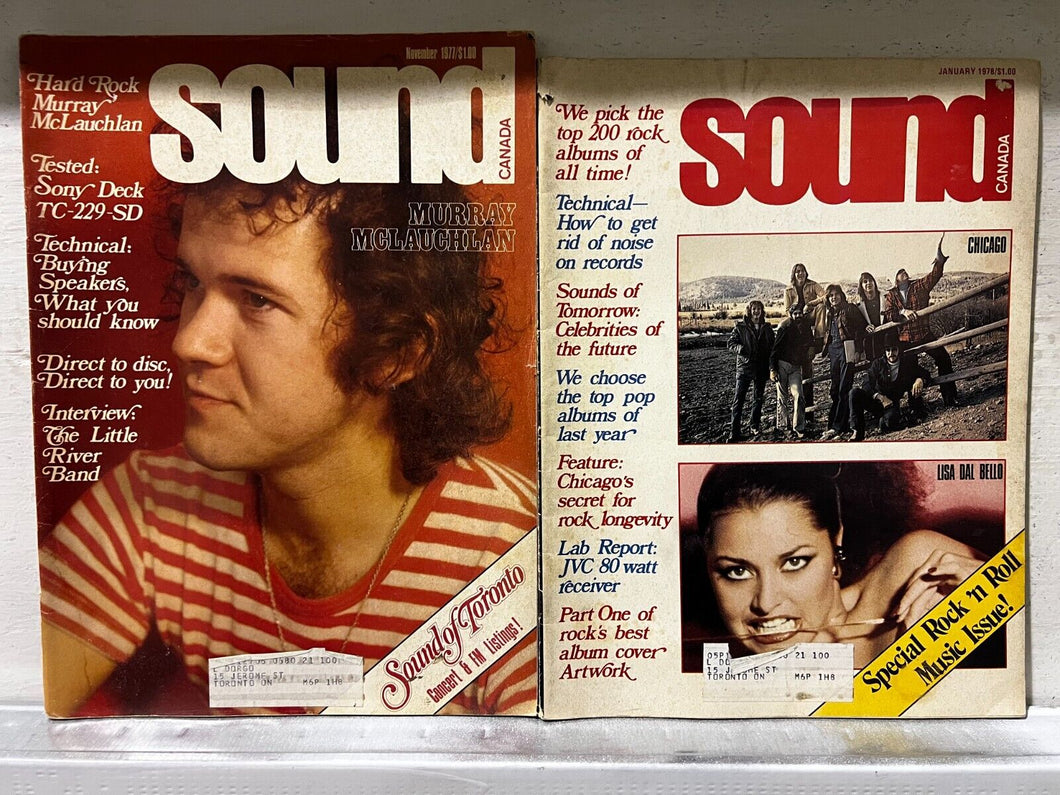 November 1977/$1.00
sound
CANADA
Hard Rock
Murray
McLauchlan
Tested:
Sony Deck
TC-229-SD
Technical:
Buying
Speakers,
What you
should know
Direct to disc,
Direct to you!
Interview:
The Little
River
Band
MURRAY
MCLAUCHLAN
Sound of Toronto
Concert & FM Listings!
0580 21 100
L DORGO
15 JEROME ST
TORONTO ON M6P 1H8
JANUARY 1978/$1.00
sound
CANADA
We pick the
top 200 rock
albums of
all time!
Technical—
How to get
rid of noise
on records
Sounds of
Tomorrow:
Celebrities of
the future
We choose
the top pop
albums of
last year
Feature:
Chicago's
secret for
rock longevity
Lab Report:
JVC 80 watt
receiver
Part One of
rock's best
album cover
Artwork
CHICAGO
LISA DAL BELLO
Special Rock 'n Roll
Music Issue!
21 100
15 JEROME ST
TORONTO ON M6P 1H8